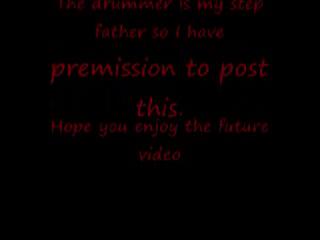 The drummer is my step
father so i have
premission to post
this.
Hope you enjoy the future
video